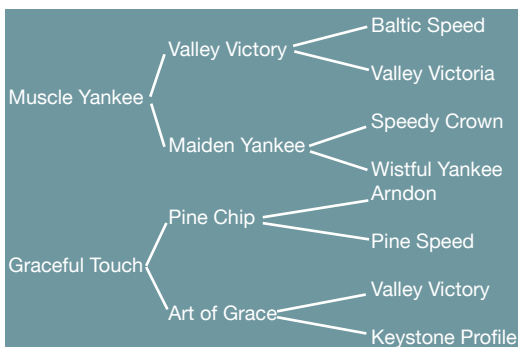 Baltic Speed
Valley Victory
Valley Victoria
Muscle Yankee
Speedy Crown
Maiden Yankee
Wistful Yankee
Arndon
Pine Chip
Pine Speed
Graceful Touch
Valley Victory
Art of Grace
Keystone Profile